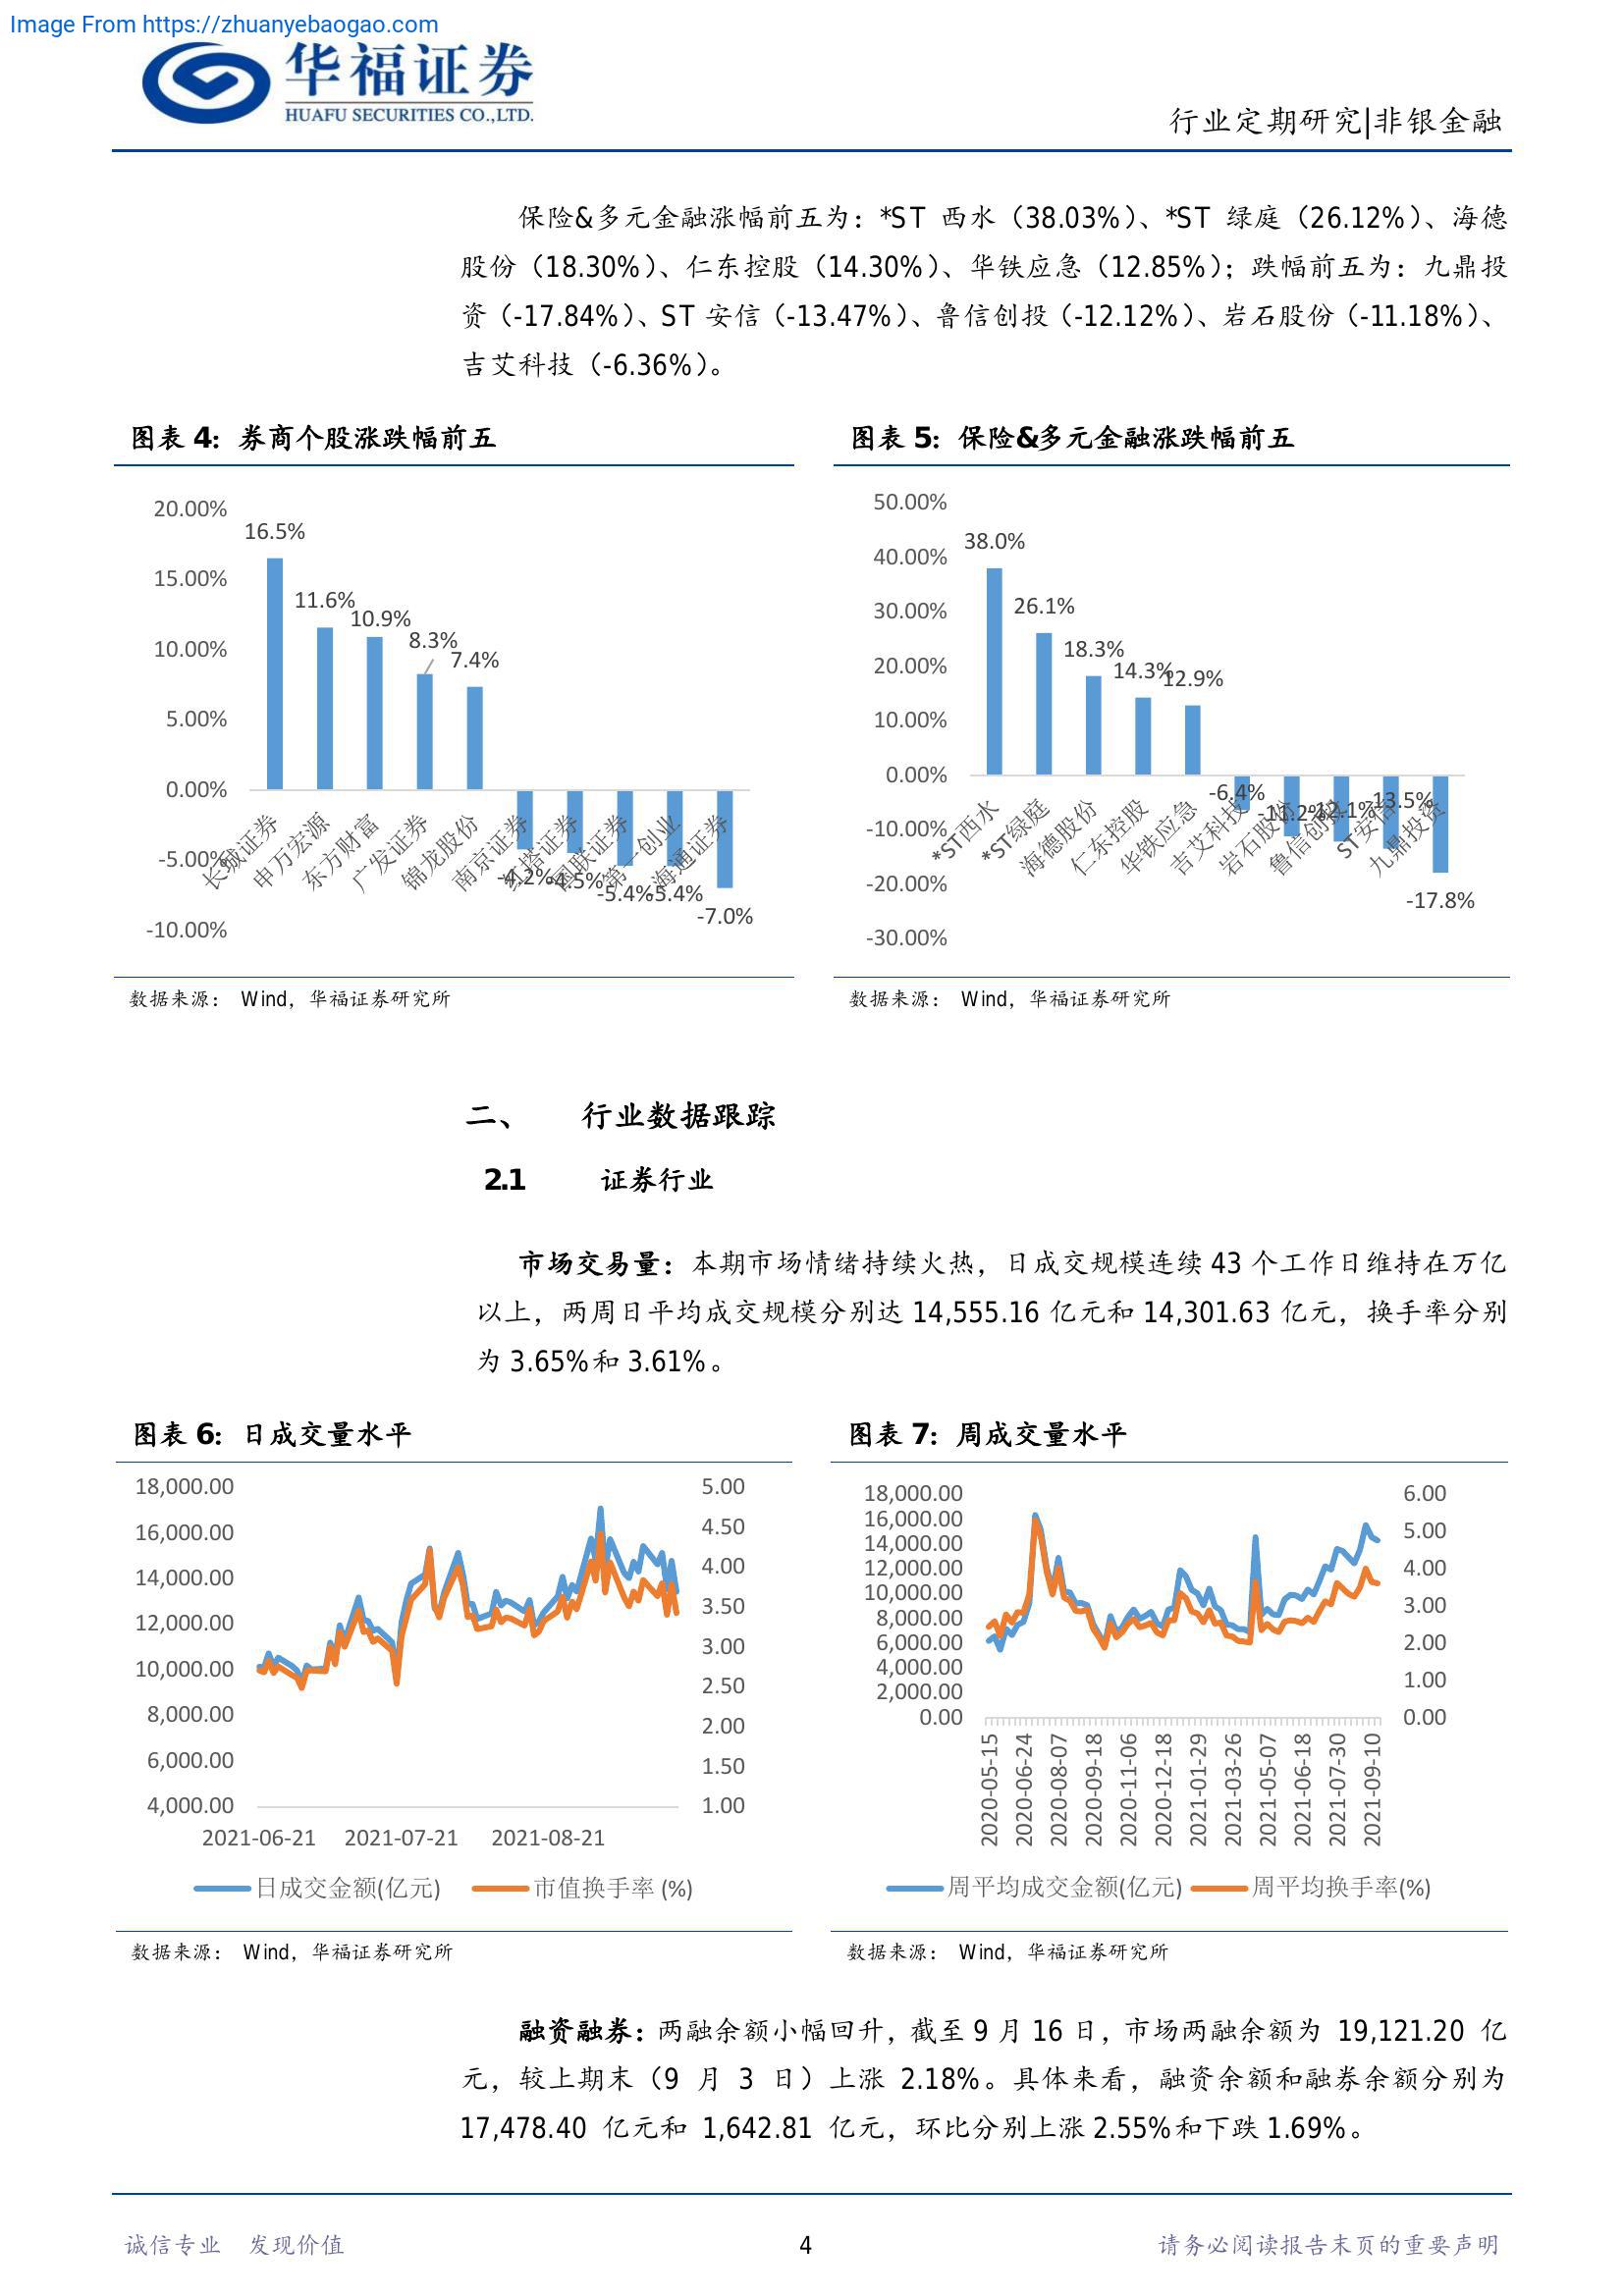 Image From https://zhuanyebaogao.com
华福证券
HUAFU SECURITIES CO.,LTD.
行业定期研究|非银金融
保险&多元金融涨幅前五为：*ST 西水（38.03%）、*ST 绿庭（26.12%）、海德
股份（18.30%）、仁东控股（14.30%）、华铁应急（12.85%）；跌幅前五为：九鼎投
资（-17.84%）、ST 安信（-13.47%）、鲁信创投（-12.12%）、岩石股份（-11.18%）、
吉艾科技（-6.36%）。
图表 4：券商个股涨跌幅前五
20.00%
15.00%
10.00%
5.00%
0.00%
-5.00%
-10.00%
16.5%
11.6%
10.9%
8.3%
7.4%
-4.2%
-4.5%
-5.4%
-5.4%
-7.0%
长城证券
申万宏源
东方财富
广发证券
锦龙股份
南京证券
红塔证券
国联证券
第一创业
海通证券
数据来源： Wind，华福证券研究所
图表 5：保险&多元金融涨跌幅前五
50.00%
40.00%
30.00%
20.00%
10.00%
0.00%
-10.00%
-20.00%
-30.00%
38.0%
26.1%
18.3%
14.3%
12.9%
-6.4%
-11.2%
-12.1%
-13.5%
-17.8%
*ST西水
*ST绿庭
海德股份
仁东控股
华铁应急
吉艾科技
岩石股份
鲁信创投
ST安信
九鼎投资
数据来源： Wind，华福证券研究所
二、 行业数据跟踪
2.1 证券行业
市场交易量：本期市场情绪持续火热，日成交规模连续 43 个工作日维持在万亿
以上，两周日平均成交规模分别达 14,555.16 亿元和 14,301.63 亿元，换手率分别
为 3.65%和 3.61%。
图表 6：日成交量水平
18,000.00
16,000.00
14,000.00
12,000.00
10,000.00
8,000.00
6,000.00
4,000.00
5.00
4.50
4.00
3.50
3.00
2.50
2.00
1.50
1.00
2021-06-21 2021-07-21 2021-08-21
日成交金额(亿元) 市值换手率 (%)
数据来源： Wind，华福证券研究所
图表 7：周成交量水平
18,000.00
16,000.00
14,000.00
12,000.00
10,000.00
8,000.00
6,000.00
4,000.00
2,000.00
0.00
6.00
5.00
4.00
3.00
2.00
1.00
0.00
2020-05-15
2020-06-24
2020-08-07
2020-09-18
2020-11-06
2020-12-18
2021-01-29
2021-03-26
2021-05-07
2021-06-18
2021-07-30
2021-09-10
周平均成交金额(亿元) 周平均换手率(%)
数据来源： Wind，华福证券研究所
融资融券：两融余额小幅回升，截至 9 月 16 日，市场两融余额为 19,121.20 亿
元，较上期末（9 月 3 日）上涨 2.18%。具体来看，融资余额和融券余额分别为
17,478.40 亿元和 1,642.81 亿元，环比分别上涨 2.55%和下跌 1.69%。
诚信专业 发现价值
4
请务必阅读报告末页的重要声明